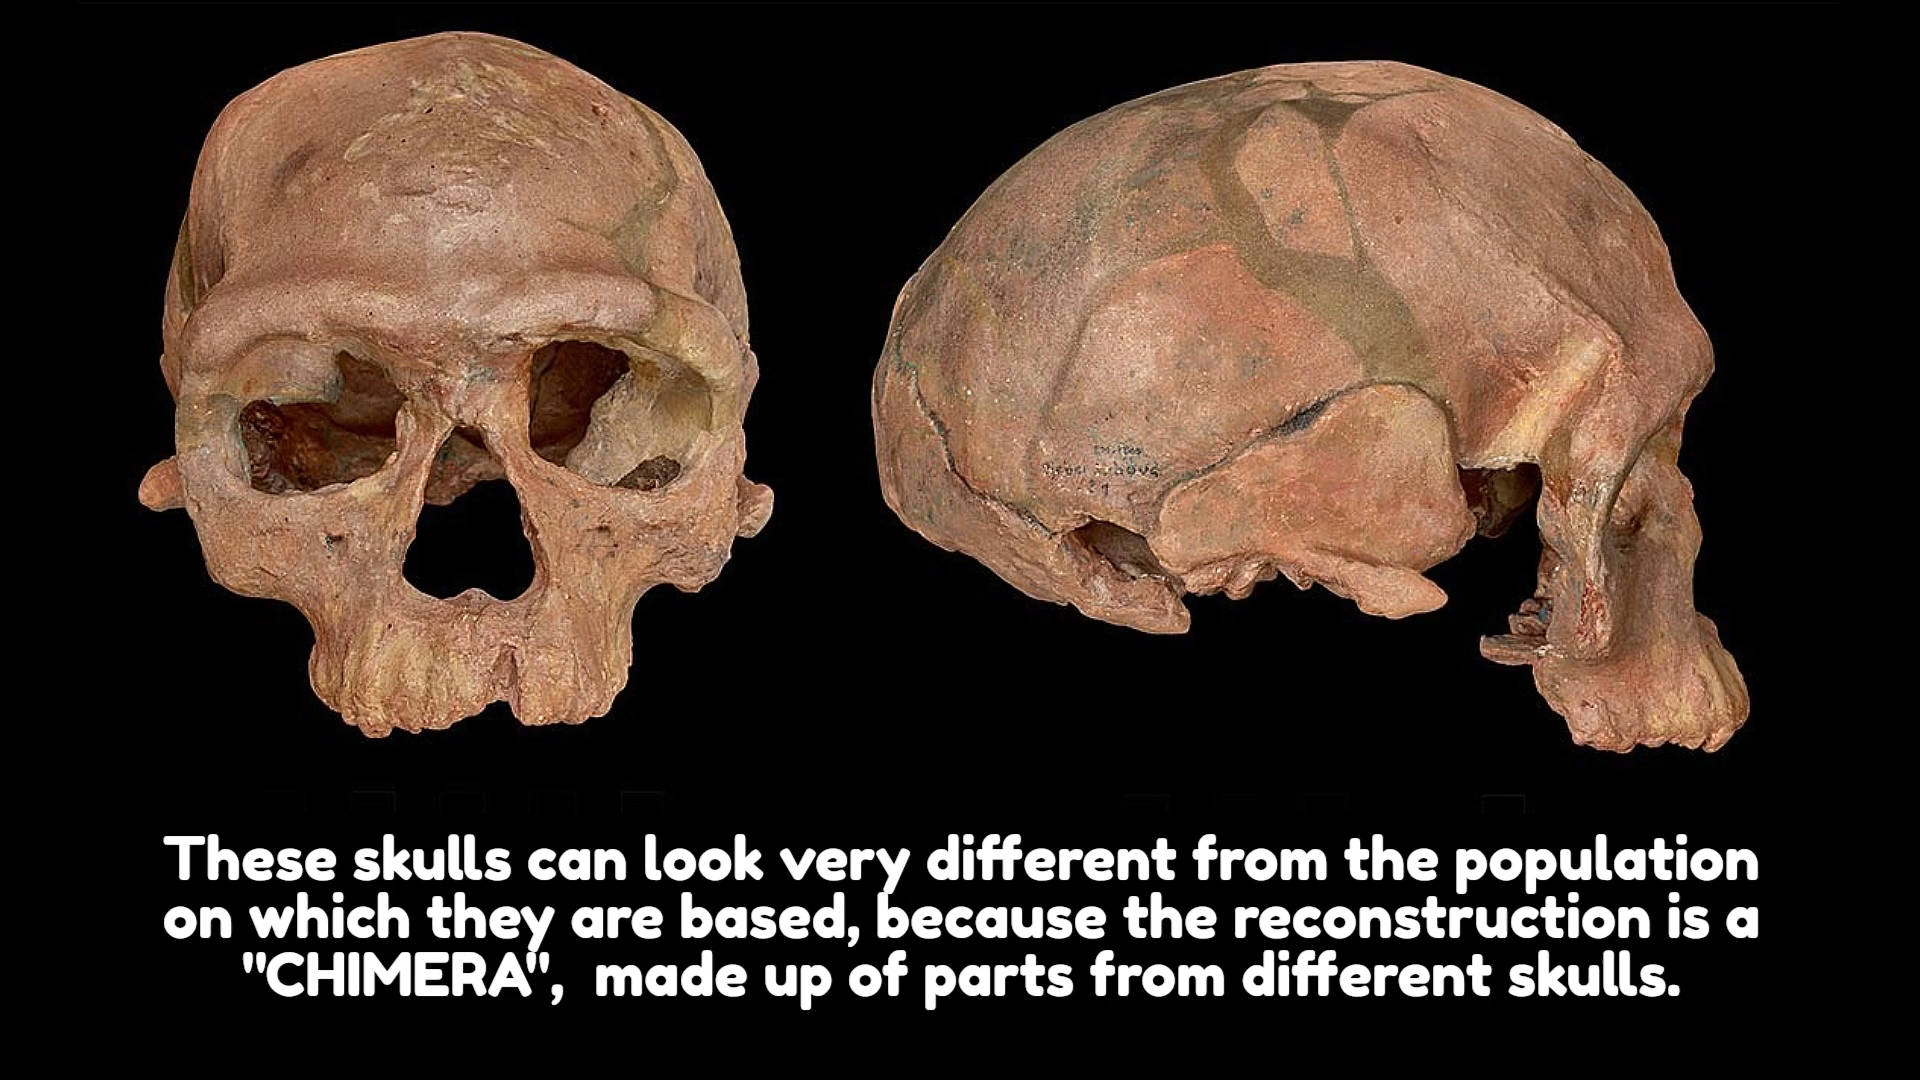 These skulls can look very different from the population
on which they are based, because the reconstruction is a
"CHIMERA",  made up of parts from different skulls.